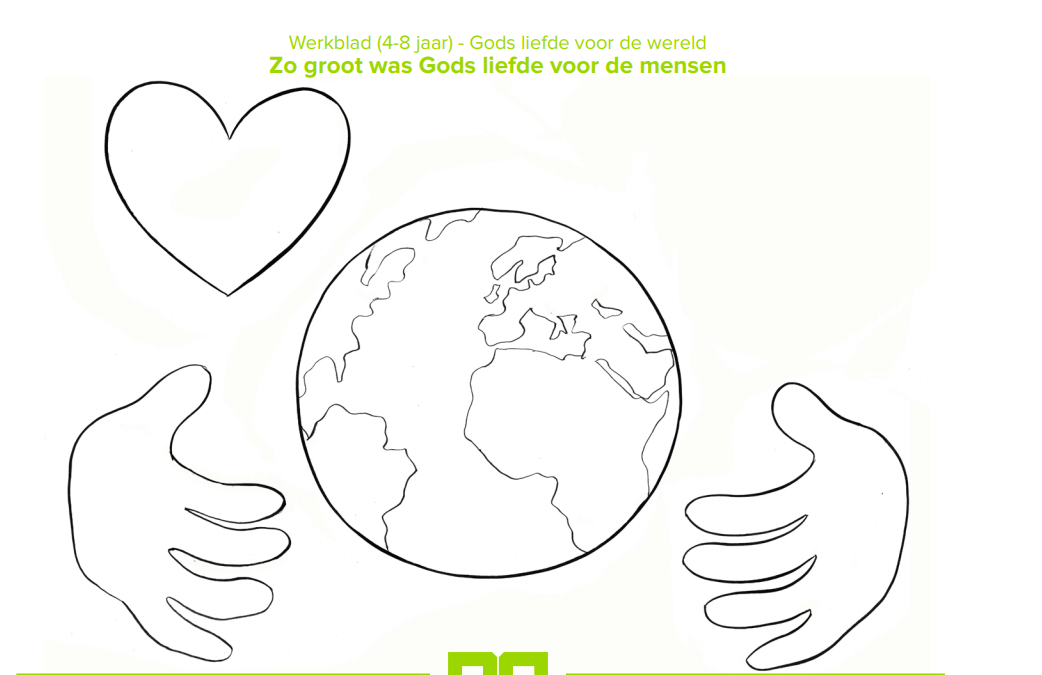 Werkblad (4-8 jaar) - Gods liefde voor de wereld
Zo groot was Gods liefde voor de mensen